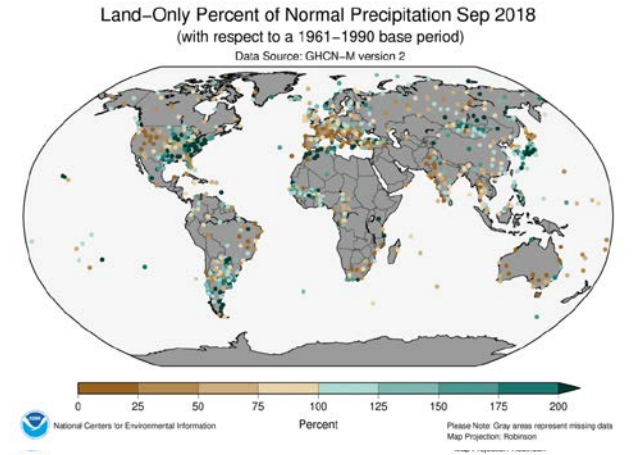 Land-Only Percent of Normal Precipitation Sep 2018
(with respect to a 1961-1990 base period)
Data Source: GHCN-M version 2
0 25 50 75 100 125 150 175 200
Percent
National Centers for Environmental Information
Please Note: Gray areas represent missing data
Map Projection: Robinson